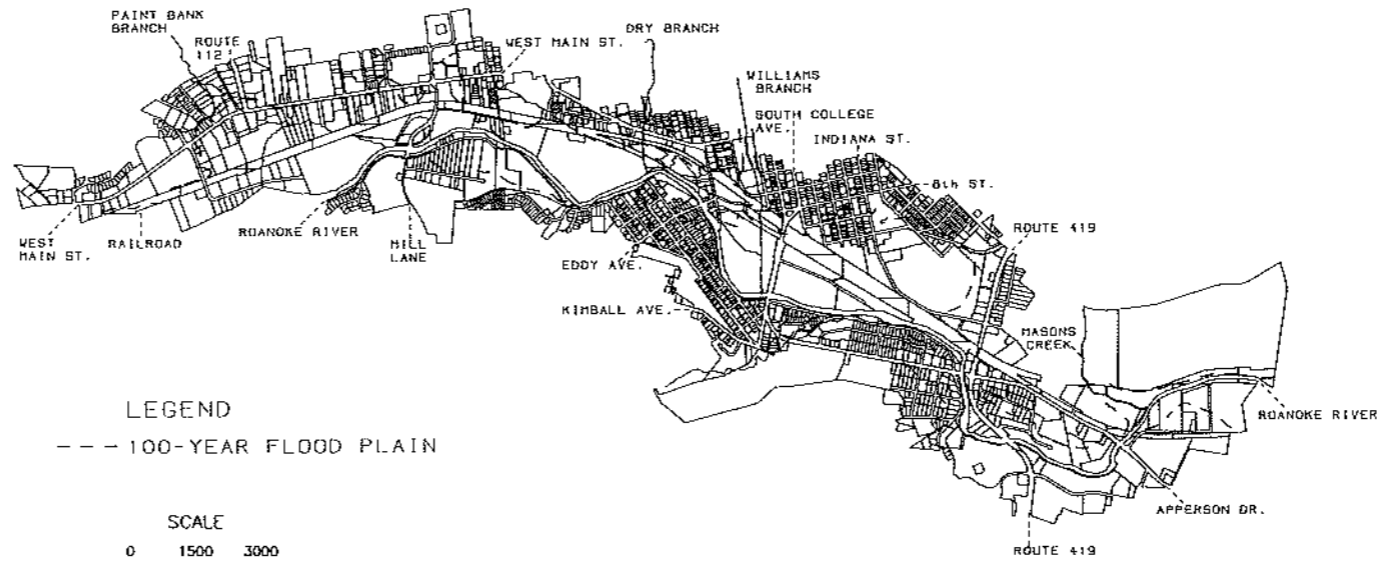 PAINT BANK
BRANCH
ROUTE
112
WEST MAIN ST.
DRY BRANCH
WILLIAMS
BRANCH
SOUTH COLLEGE
AVE.
INDIANA ST.
8th ST.
ROUTE 419
WEST
MAIN ST.
RAILROAD
ROANOKE RIVER
MILL
LANE
EDDY AVE.
KIMBALL AVE.
MASONS
CREEK
ROANOKE RIVER
APPERSON DR.
ROUTE 419
LEGEND
--- 100-YEAR FLOOD PLAIN
SCALE
0 1500 3000